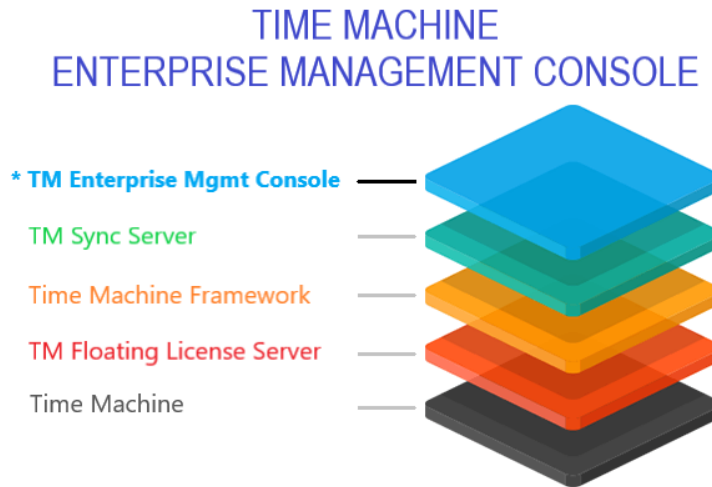 TIME MACHINE
ENTERPRISE MANAGEMENT CONSOLE
* TM Enterprise Mgmt Console
TM Sync Server
Time Machine Framework
TM Floating License Server
Time Machine